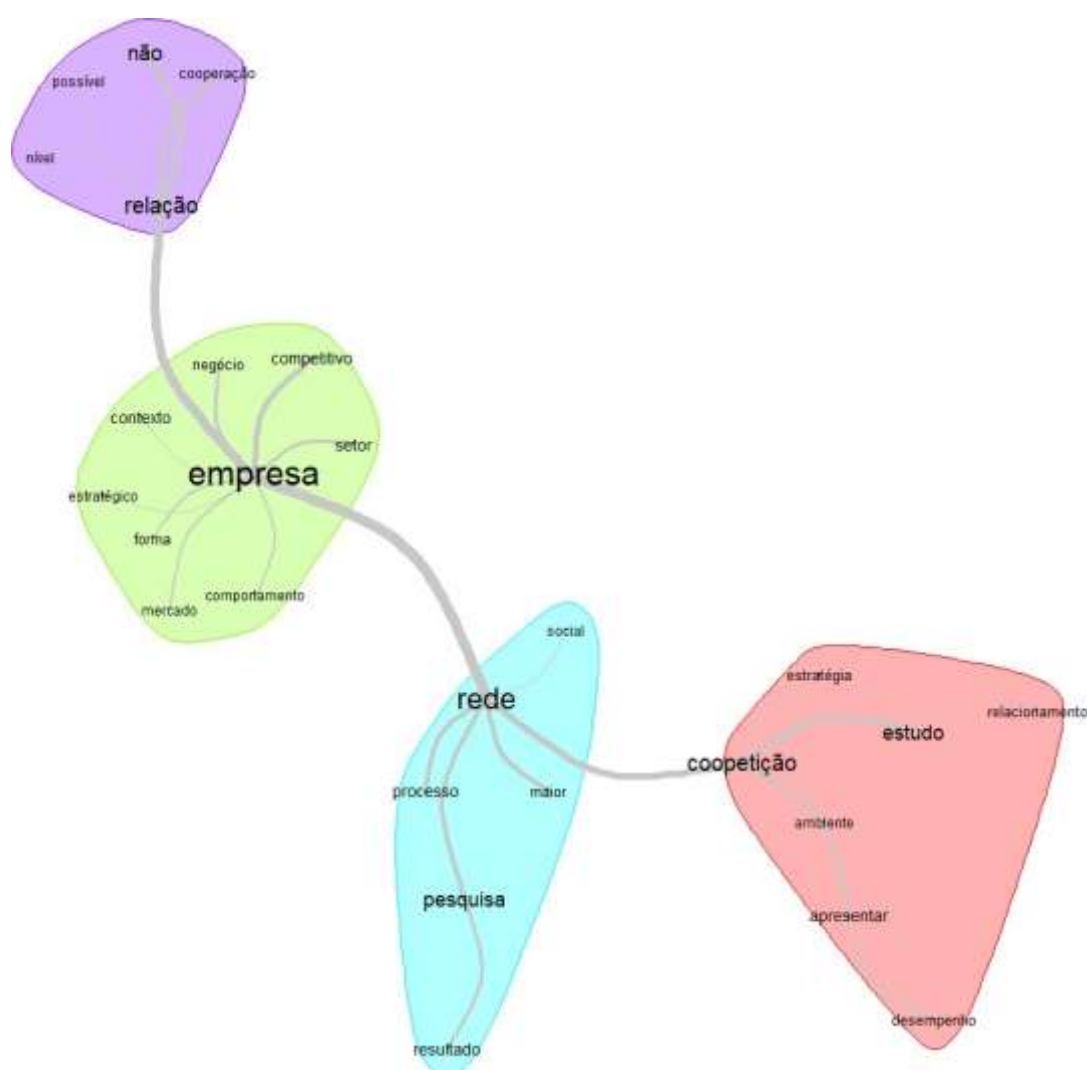 não
cooperação
possível
nível
relação
negócio
competitivo
contexto
setor
empresa
estratégico
forma
mercado
comportamento
social
rede
processo
maior
pesquisa
resultado
estratégia
relacionamento
estudo
coopetição
ambiente
apresentar
desempenho